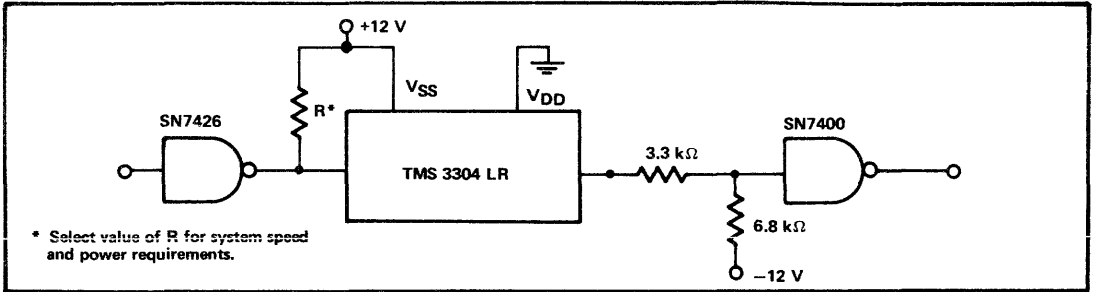 +12 V
VSS
VDD
R*
SN7426
SN7400
3.3 kΩ
TMS 3304 LR
6.8 kΩ
* Select value of R for system speed
and power requirements.
−12 V